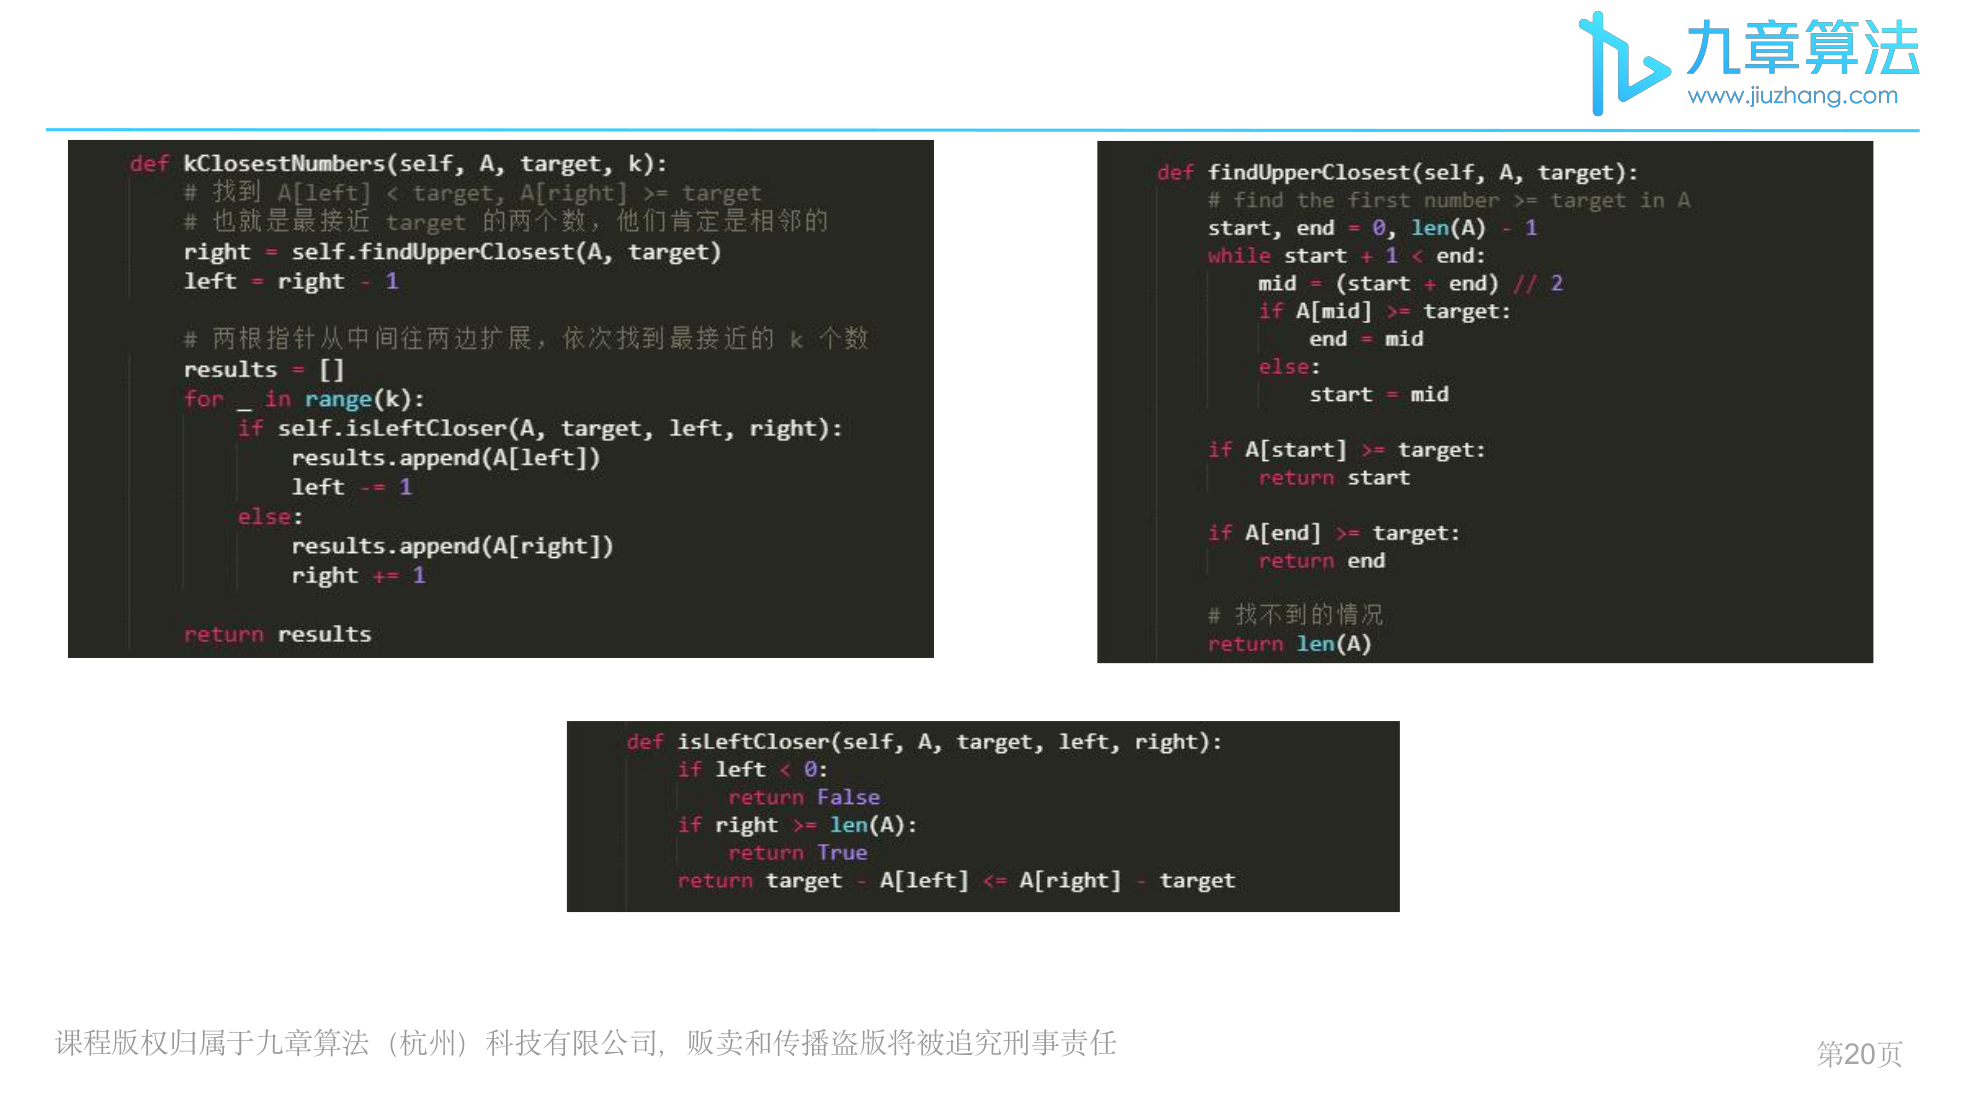 九章算法
www.jiuzhang.com
def kClosestNumbers(self, A, target, k):
# 找到 A[left] < target, A[right] >= target
# 也就是最接近 target 的两个数，他们肯定是相邻的
right = self.findUpperClosest(A, target)
left = right - 1
# 两根指针从中间往两边扩展，依次找到最接近的 k 个数
results = []
for _ in range(k):
if self.isLeftCloser(A, target, left, right):
results.append(A[left])
left -= 1
else:
results.append(A[right])
right += 1
return results
def findUpperClosest(self, A, target):
# find the first number >= target in A
start, end = 0, len(A) - 1
while start + 1 < end:
mid = (start + end) // 2
if A[mid] >= target:
end = mid
else:
start = mid
if A[start] >= target:
return start
if A[end] >= target:
return end
# 找不到的情况
return len(A)
def isLeftCloser(self, A, target, left, right):
if left < 0:
return False
if right >= len(A):
return True
return target - A[left] <= A[right] - target
课程版权归属于九章算法（杭州）科技有限公司，贩卖和传播盗版将被追究刑事责任
第20页